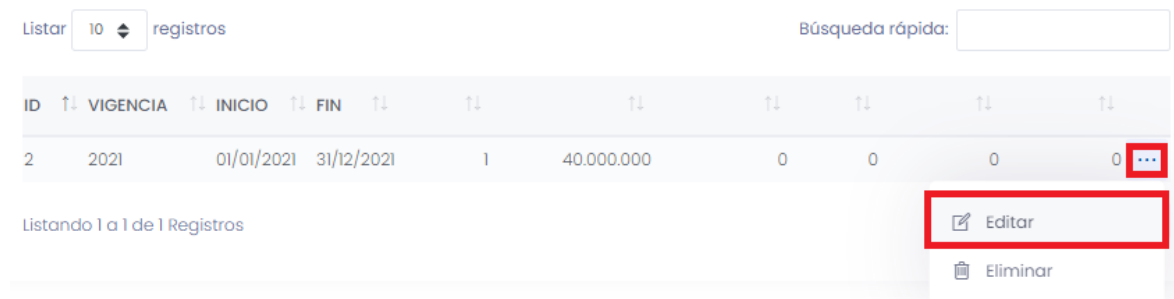 Listar 10 registros Búsqueda rápida:
ID VIGENCIA INICIO FIN
2 2021 01/01/2021 31/12/2021 1 40.000.000 0 0 0 0 ...
Listando 1 a 1 de 1 Registros
Editar
Eliminar